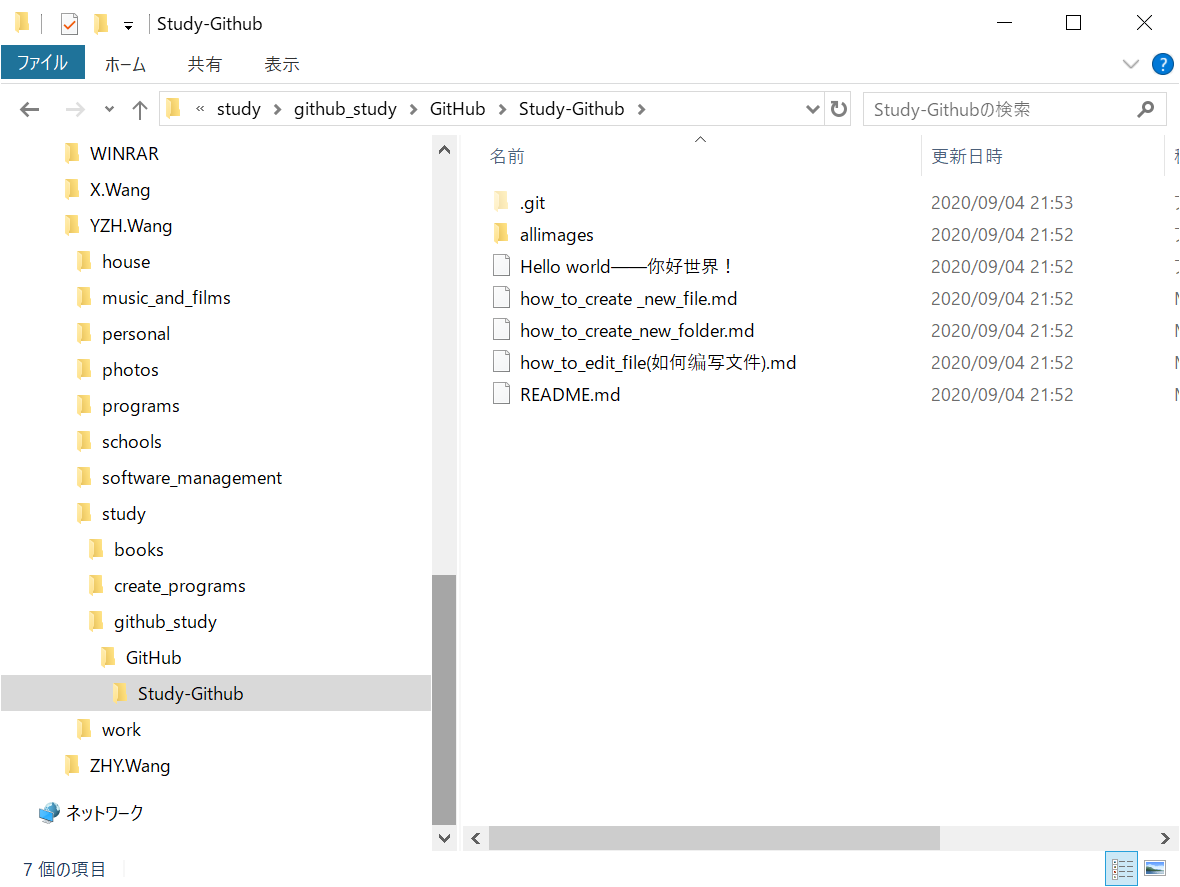 Study-Github
ファイル ホーム 共有 表示
« study github_study GitHub Study-Github Study-Githubの検索
WINRAR
X.Wang
YZH.Wang
house
music_and_films
personal
photos
programs
schools
software_management
study
books
create_programs
github_study
GitHub
Study-Github
work
ZHY.Wang
ネットワーク
名前 更新日時
.git 2020/09/04 21:53
allimages 2020/09/04 21:52
Hello world——你好世界！ 2020/09/04 21:52
how_to_create _new_file.md 2020/09/04 21:52
how_to_create_new_folder.md 2020/09/04 21:52
how_to_edit_file(如何编写文件).md 2020/09/04 21:52
README.md 2020/09/04 21:52
7 個の項目